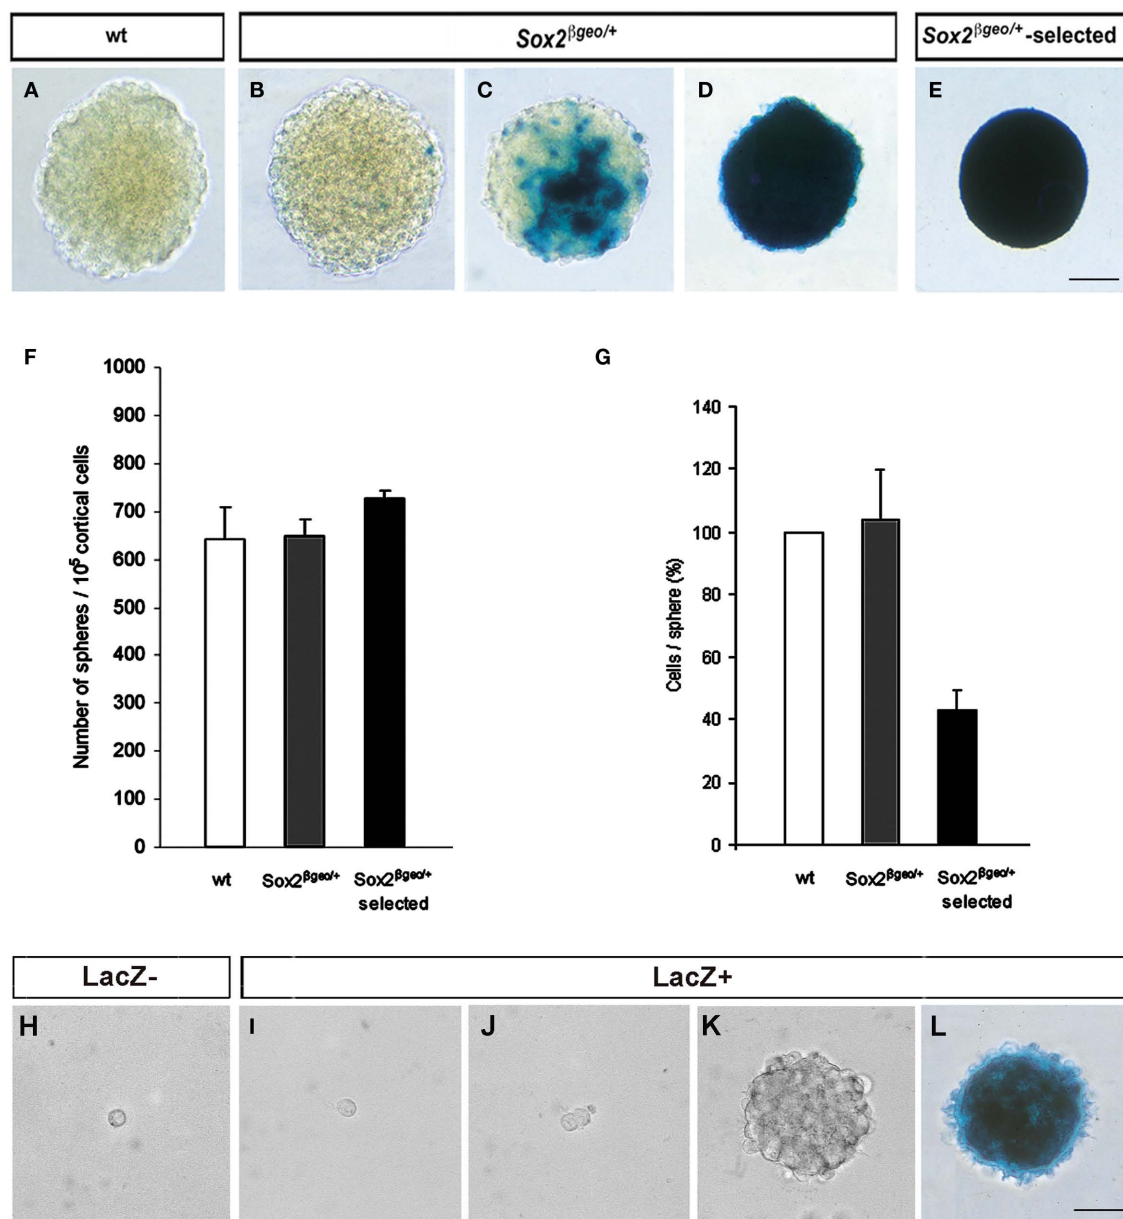 wt
Sox2βgeo/+
Sox2βgeo/+-selected
A
B
C
D
E
F
1000
900
800
700
600
500
400
300
200
100
0
Number of spheres / 10⁵ cortical cells
wt
Sox2βgeo/+
Sox2βgeo/+
selected
G
140
120
100
80
60
40
20
0
Cells / sphere (%)
wt
Sox2βgeo/+
Sox2βgeo/+
selected
LacZ-
LacZ+
H
I
J
K
L